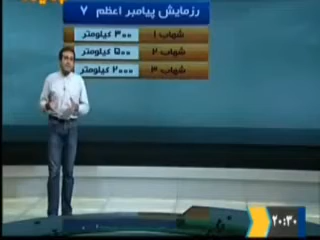 رزمایش پیامبر اعظم ۷
شهاب ۱ ۳۰۰ کیلومتر
شهاب ۲ ۵۰۰ کیلومتر
شهاب ۳ ۲۰۰۰ کیلومتر
۲۰:۳۰